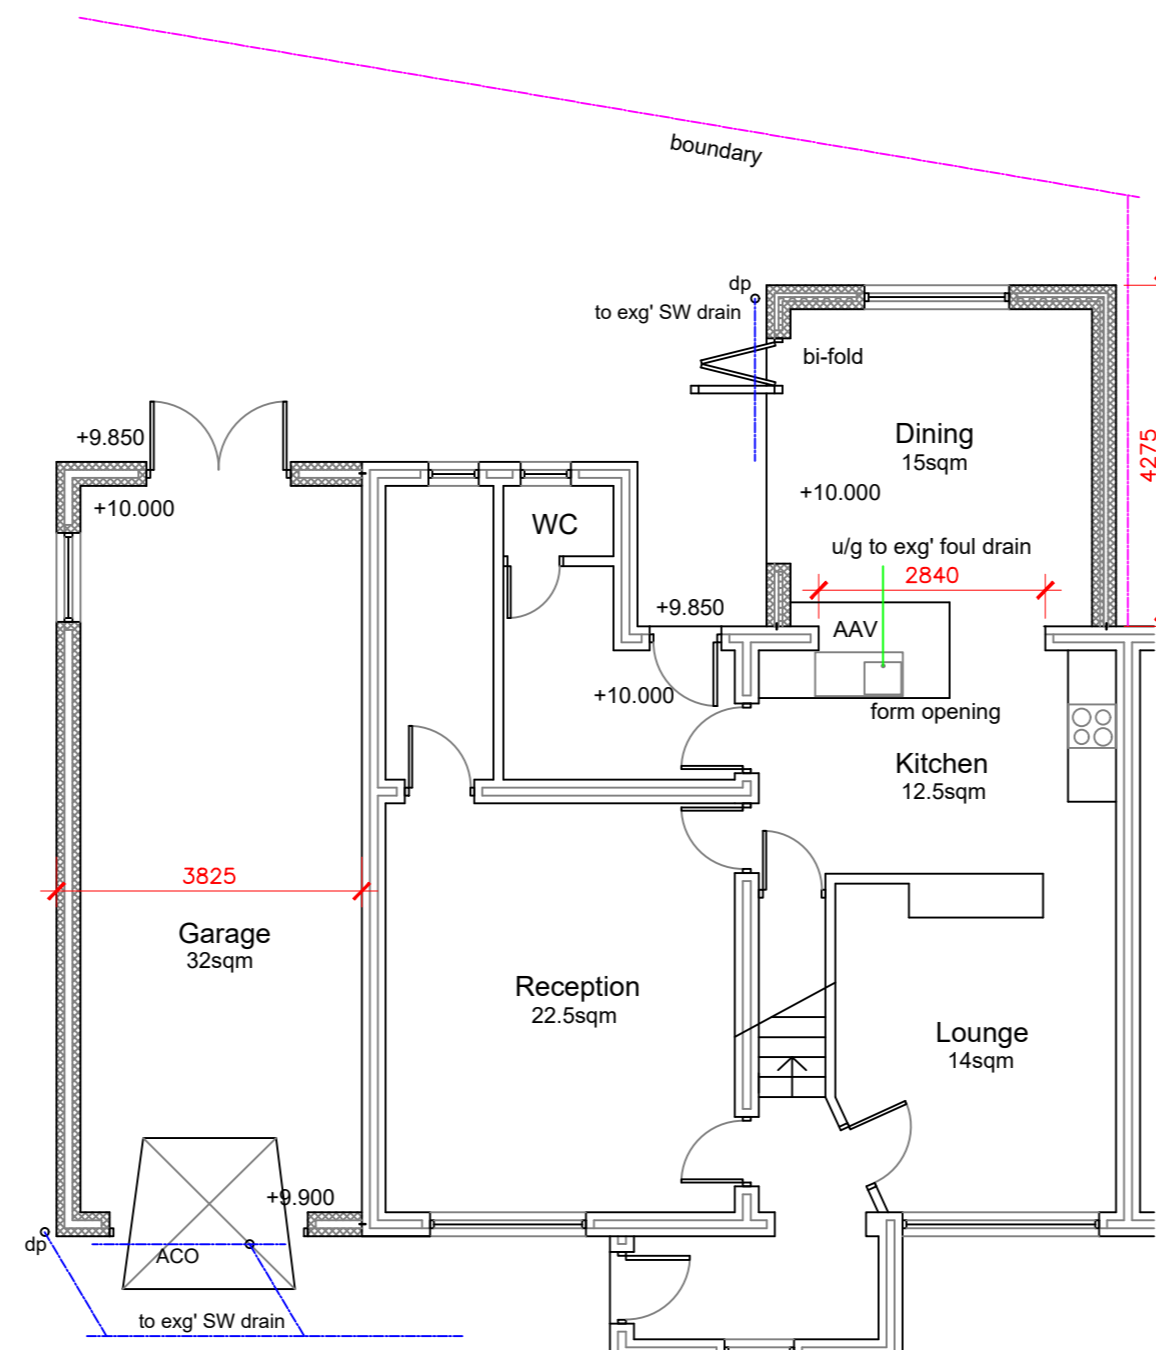 boundary
dp
to exg' SW drain
bi-fold
+9.850
Dining
15sqm
4275
+10.000
+10.000
WC
u/g to exg' foul drain
2840
+9.850
AAV
+10.000
form opening
Kitchen
12.5sqm
3825
Garage
32sqm
Reception
22.5sqm
Lounge
14sqm
+9.900
dp
ACO
to exg' SW drain